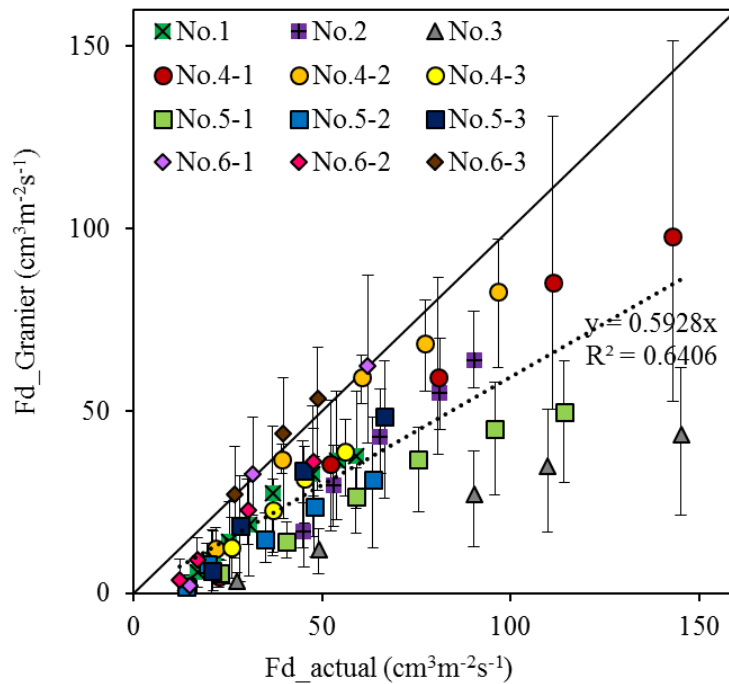 150
No.1 No.2 No.3
No.4-1 No.4-2 No.4-3
No.5-1 No.5-2 No.5-3
No.6-1 No.6-2 No.6-3
100
Fd_Granier (cm³m⁻²s⁻¹)
y = 0.5928x
R² = 0.6406
50
0
0 50 100 150
Fd_actual (cm³m⁻²s⁻¹)